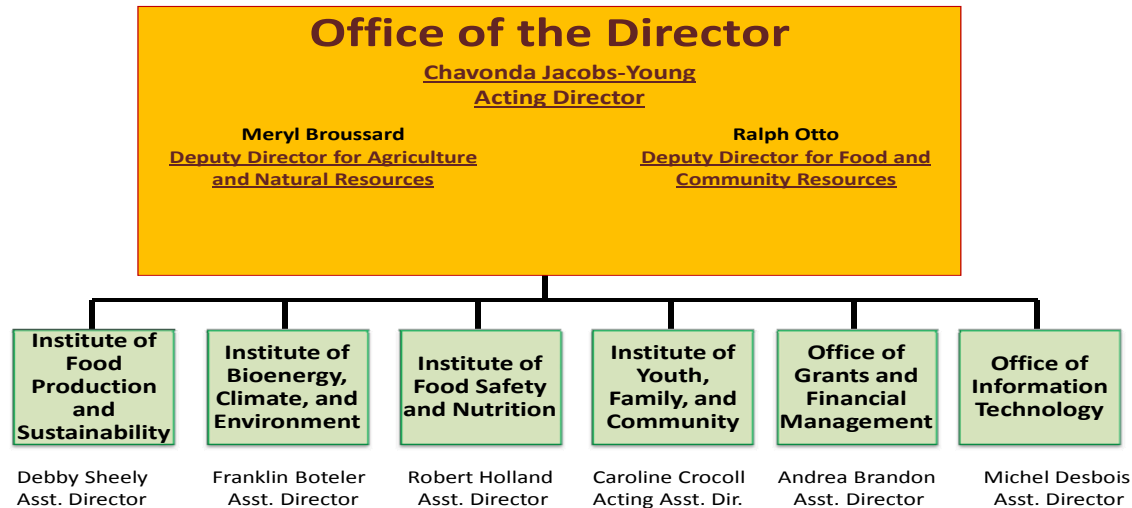 Office of the Director
Chavonda Jacobs-Young
Acting Director
Meryl Broussard
Deputy Director for Agriculture
and Natural Resources
Ralph Otto
Deputy Director for Food and
Community Resources
Institute of
Food
Production
and
Sustainability
Institute of
Bioenergy,
Climate, and
Environment
Institute of
Food Safety
and Nutrition
Institute of
Youth,
Family, and
Community
Office of
Grants and
Financial
Management
Office of
Information
Technology
Debby Sheely
Asst. Director
Franklin Boteler
Asst. Director
Robert Holland
Asst. Director
Caroline Crocoll
Acting Asst. Dir.
Andrea Brandon
Asst. Director
Michel Desbois
Asst. Director